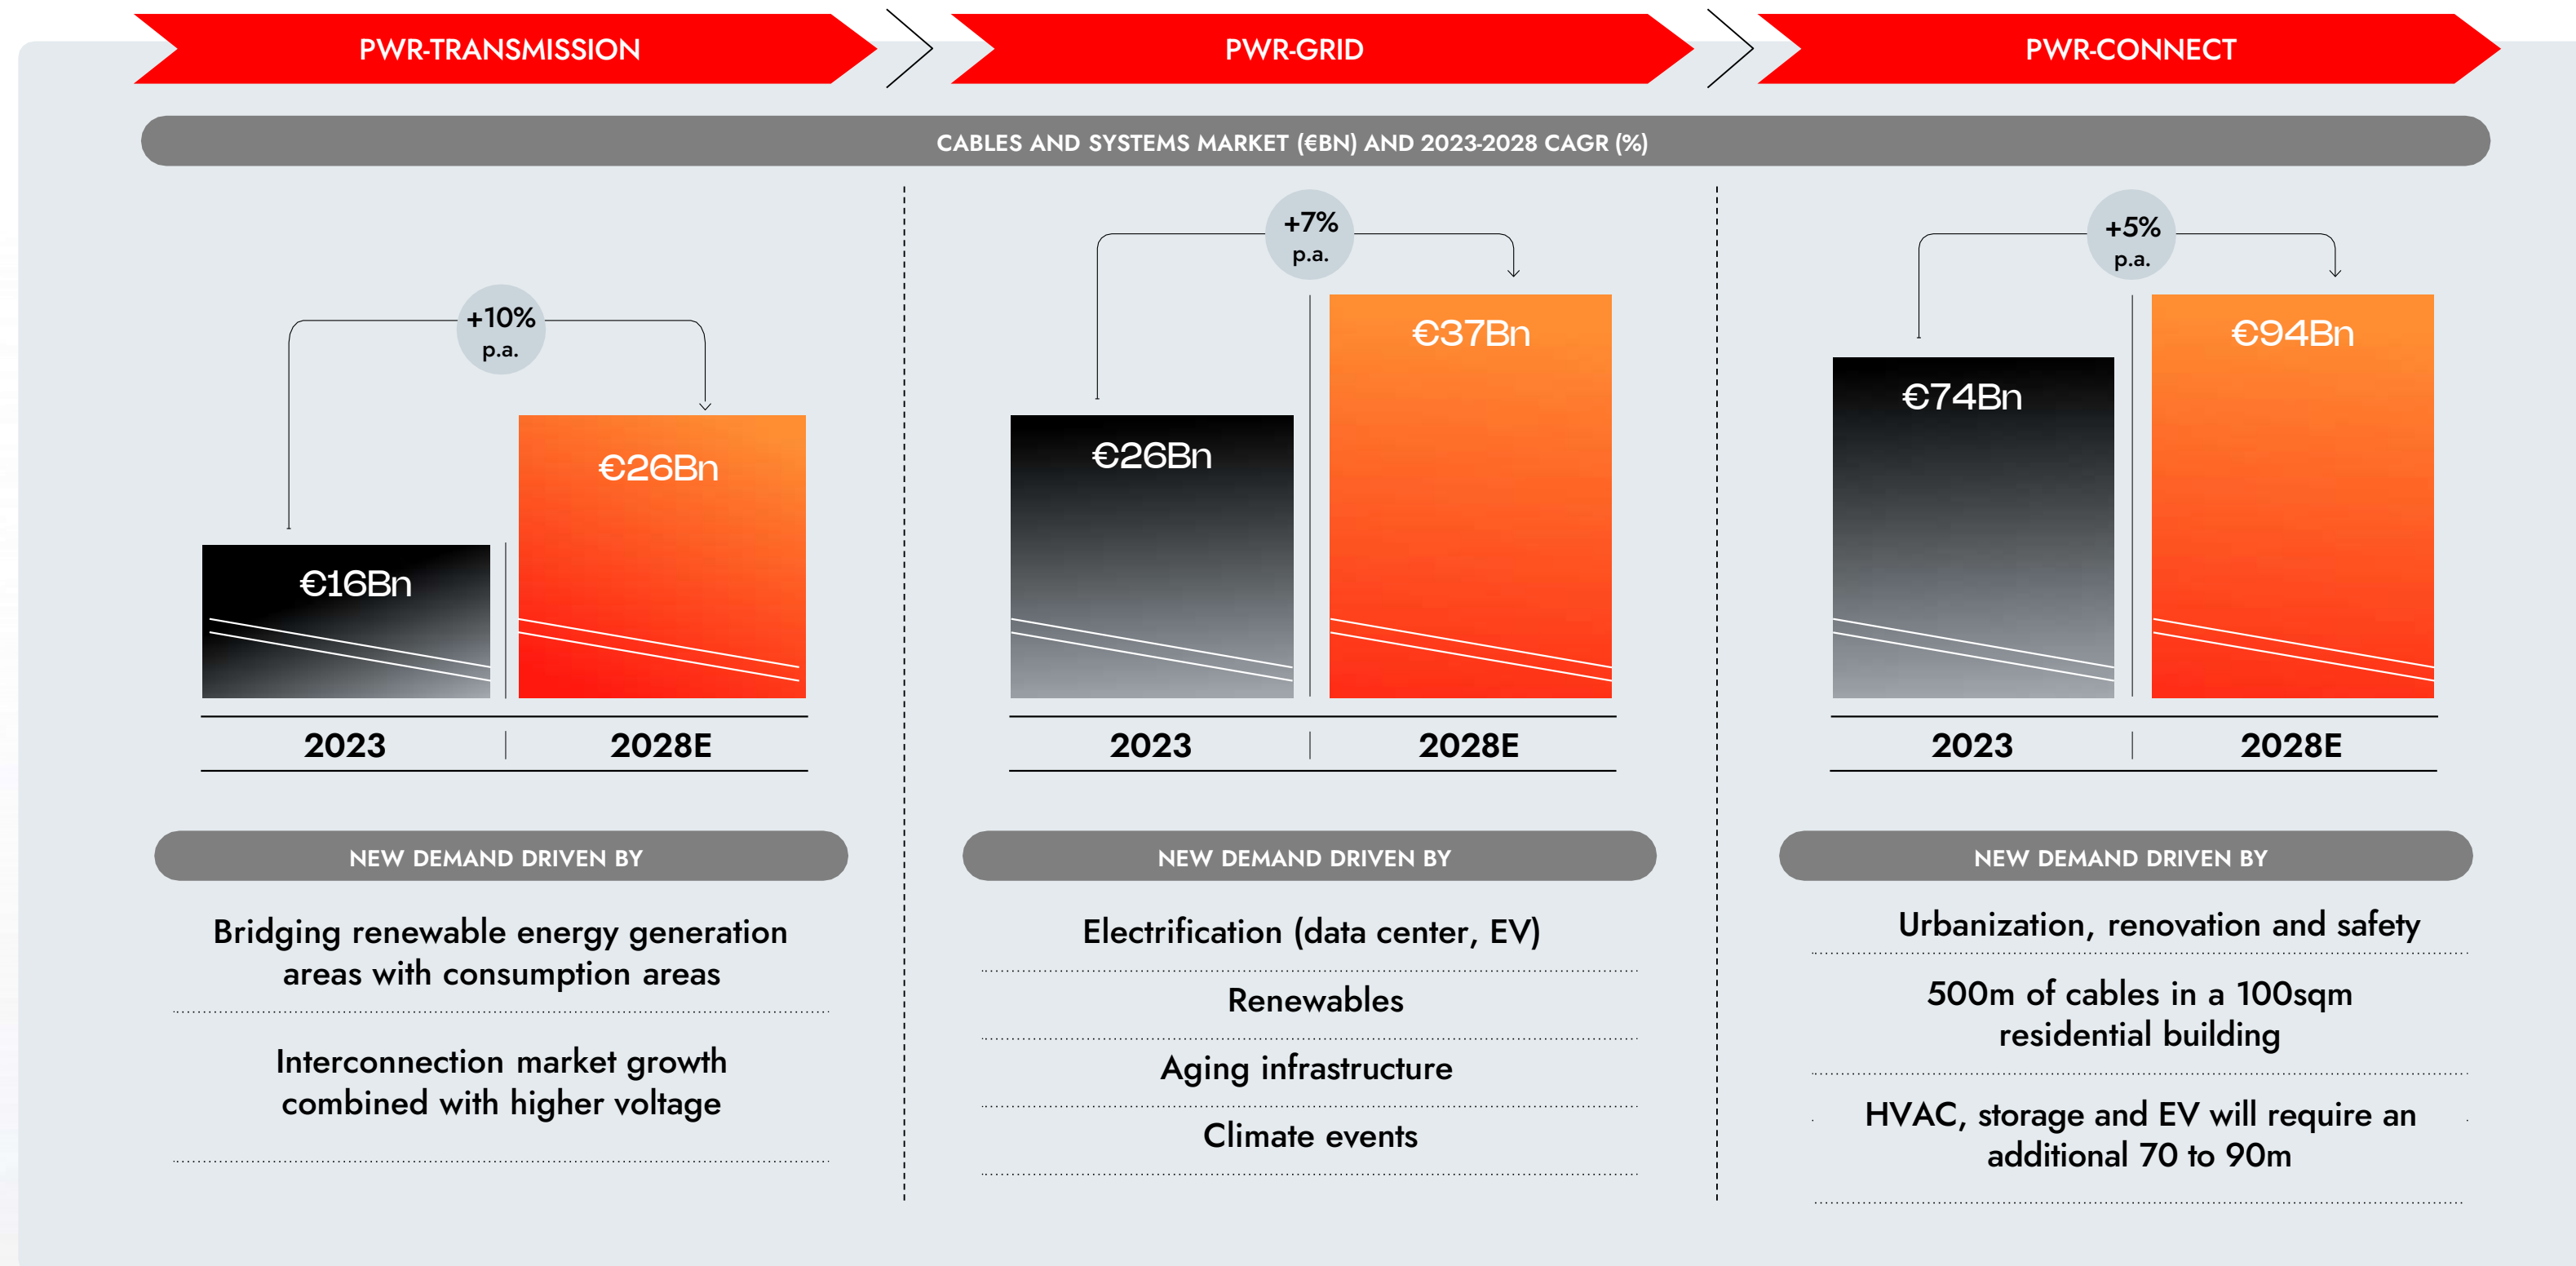 PWR-TRANSMISSION
PWR-GRID
PWR-CONNECT
CABLES AND SYSTEMS MARKET (€BN) AND 2023-2028 CAGR (%)
+10%
p.a.
€16Bn
€26Bn
2023
2028E
+7%
p.a.
€26Bn
€37Bn
2023
2028E
+5%
p.a.
€74Bn
€94Bn
2023
2028E
NEW DEMAND DRIVEN BY
Bridging renewable energy generation
areas with consumption areas
Interconnection market growth
combined with higher voltage
NEW DEMAND DRIVEN BY
Electrification (data center, EV)
Renewables
Aging infrastructure
Climate events
NEW DEMAND DRIVEN BY
Urbanization, renovation and safety
500m of cables in a 100sqm
residential building
HVAC, storage and EV will require an
additional 70 to 90m